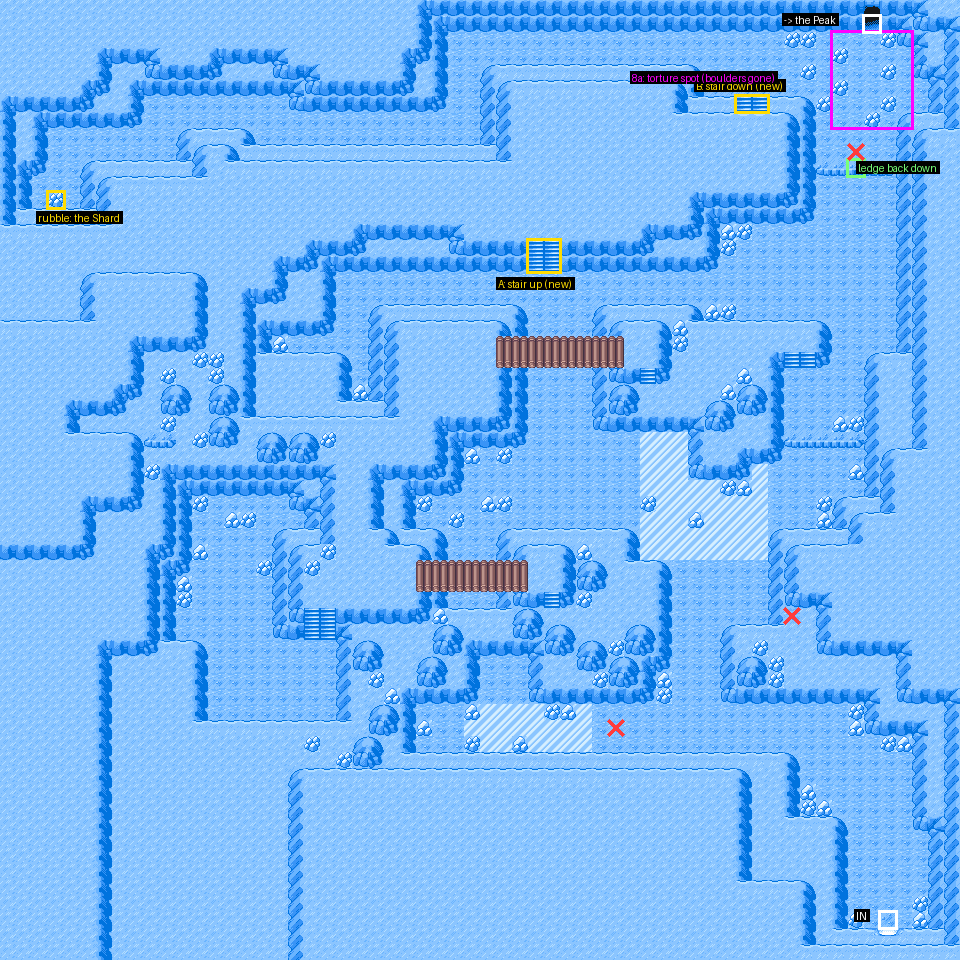 -> the Peak
8a: torture spot (boulders gone)
B: stair down (new)
ledge back down
rubble: the Shard
A: stair up (new)
IN